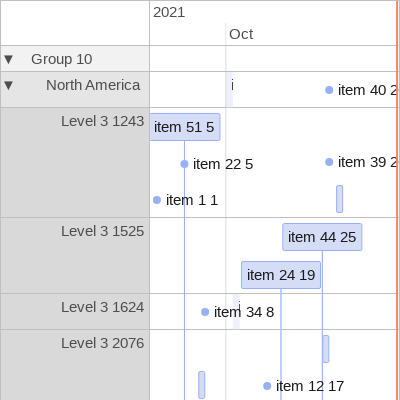 2021
Oct
▼ Group 10
▼ North America
i
item 40 2
Level 3 1243
item 51 5
item 22 5
item 39 2
item 1 1
Level 3 1525
item 44 25
item 24 19
Level 3 1624
item 34 8
i
Level 3 2076
item 12 17